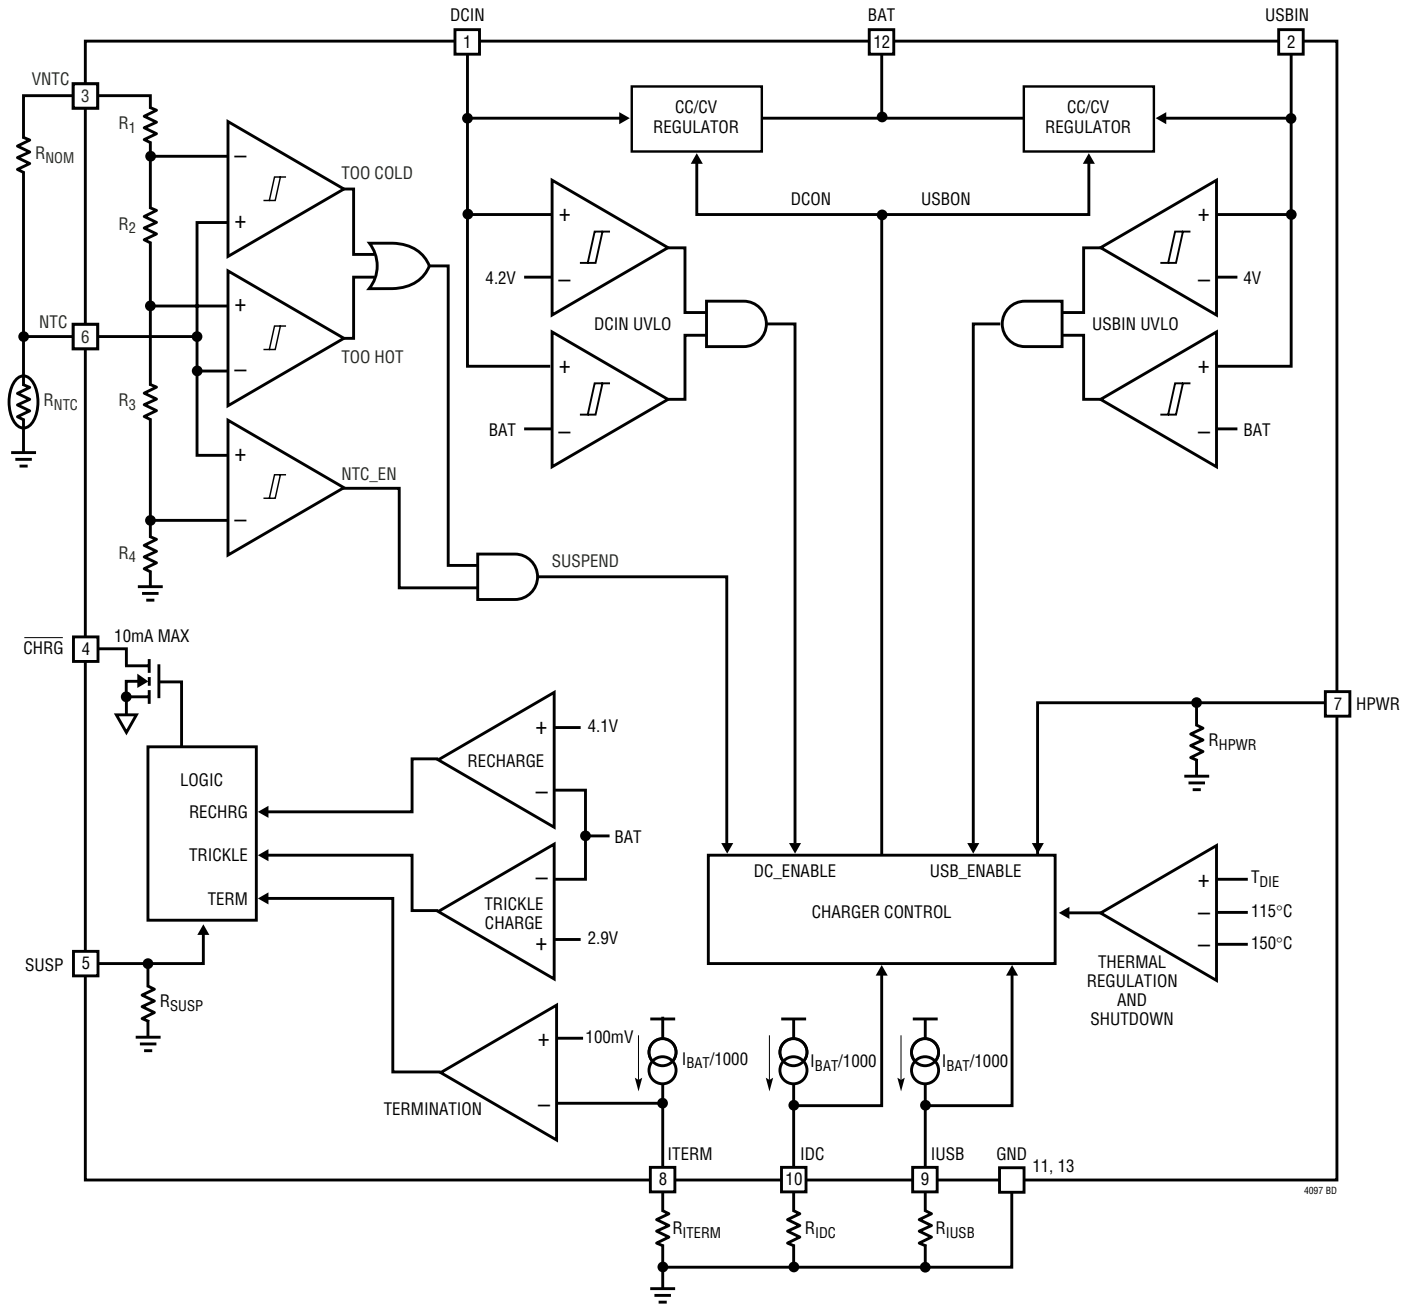 DCIN
BAT
USBIN
1
12
2
VNTC
3
CC/CV
REGULATOR
CC/CV
REGULATOR
R1
RNOM
−
TOO COLD
+
R2
DCON
USBON
+
4.2V
−
+
−
4V
+
TOO HOT
−
NTC
6
DCIN UVLO
USBIN UVLO
+
BAT
−
+
−
BAT
RNTC
R3
+
NTC_EN
−
R4
SUSPEND
CHRG
4
10mA MAX
7
HPWR
RHPWR
+
4.1V
RECHARGE
−
LOGIC
RECHRG
TRICKLE
TERM
BAT
−
TRICKLE
CHARGE
+
2.9V
DC_ENABLE
USB_ENABLE
CHARGER CONTROL
+
TDIE
−
115°C
−
150°C
THERMAL
REGULATION
AND
SHUTDOWN
SUSP
5
RSUSP
+
100mV
−
TERMINATION
IBAT/1000
IBAT/1000
IBAT/1000
ITERM
IDC
IUSB
GND
8
10
9
11, 13
4097 BD
RITERM
RIDC
RIUSB